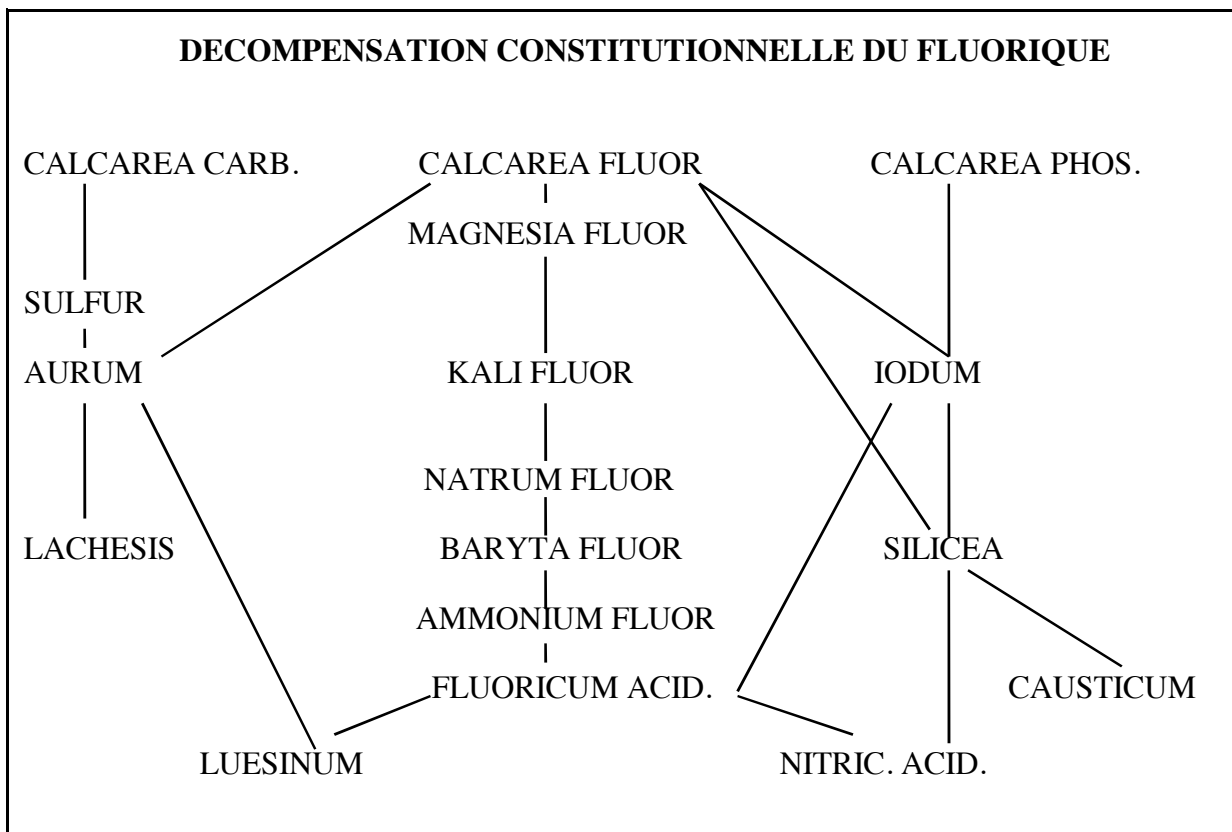 DECOMPENSATION CONSTITUTIONNELLE DU FLUORIQUE
CALCAREA CARB. CALCAREA FLUOR CALCAREA PHOS.
MAGNESIA FLUOR
SULFUR
AURUM KALI FLUOR IODUM
NATRUM FLUOR
LACHESIS BARYTA FLUOR SILICEA
AMMONIUM FLUOR
FLUORICUM ACID. CAUSTICUM
LUESINUM NITRIC. ACID.